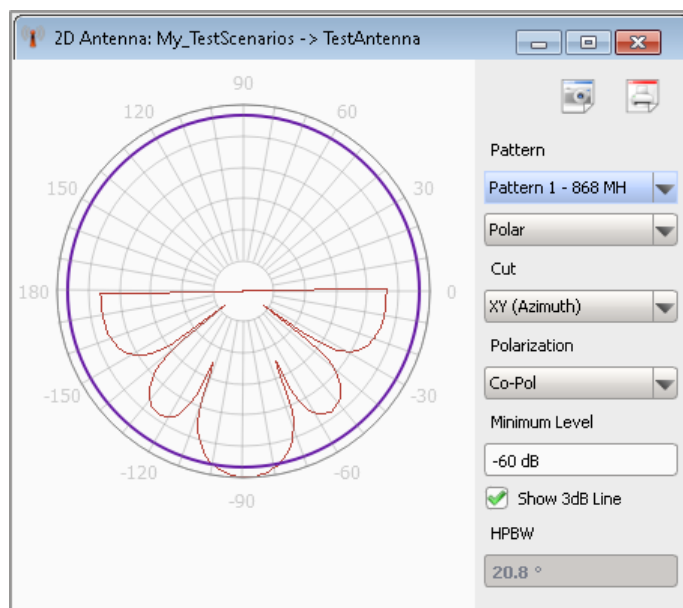 2D Antenna: My_TestScenarios -> TestAntenna
90
120
60
150
30
180
0
-150
-30
-120
-60
-90
Pattern
Pattern 1 - 868 MH
Polar
Cut
XY (Azimuth)
Polarization
Co-Pol
Minimum Level
-60 dB
Show 3dB Line
HPBW
20.8 °